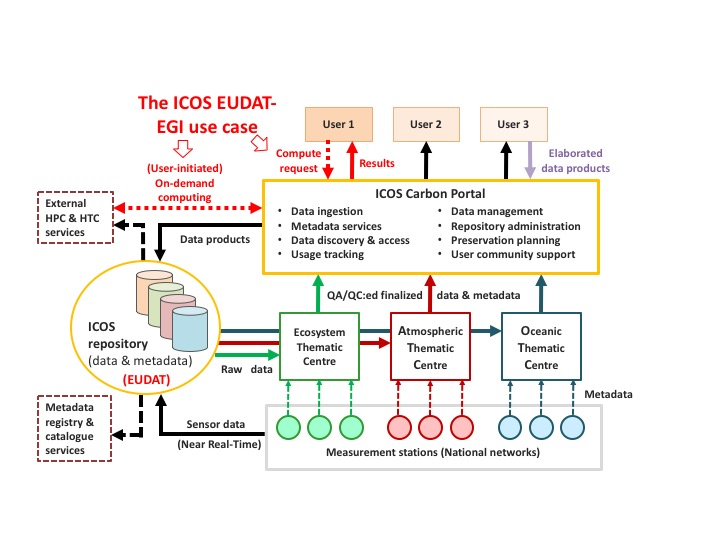 The ICOS EUDAT-
EGI use case
User 1
User 2
User 3
Compute
request
Results
Elaborated
data products
(User-initiated)
On-demand
computing
External
HPC & HTC
services
Data products
ICOS Carbon Portal
• Data ingestion
• Metadata services
• Data discovery & access
• Usage tracking
• Data management
• Repository administration
• Preservation planning
• User community support
QA/QC:ed finalized data & metadata
ICOS
repository
(data & metadata)
(EUDAT)
Raw data
Ecosystem
Thematic
Centre
Atmospheric
Thematic
Centre
Oceanic
Thematic
Centre
Metadata
Metadata
registry &
catalogue
services
Sensor data
(Near Real-Time)
Measurement stations (National networks)